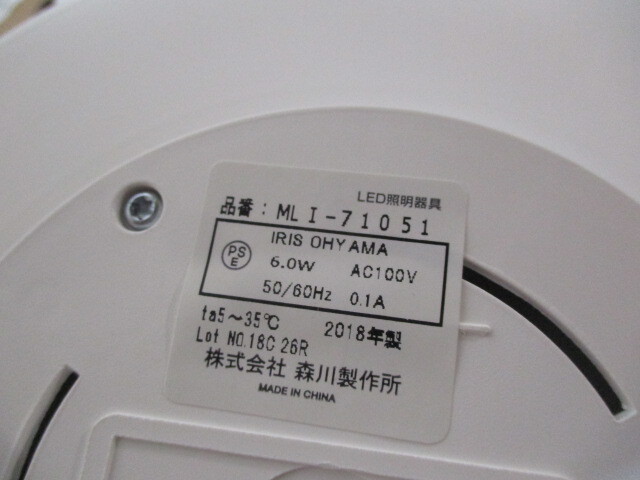 LED照明器具
品番：MLI-71051
PS
E
IRIS OHYAMA
6.0W AC100V
50/60Hz 0.1A
ta5～35℃ 2018年製
Lot NO.18C 26R
株式会社 森川製作所
MADE IN CHINA